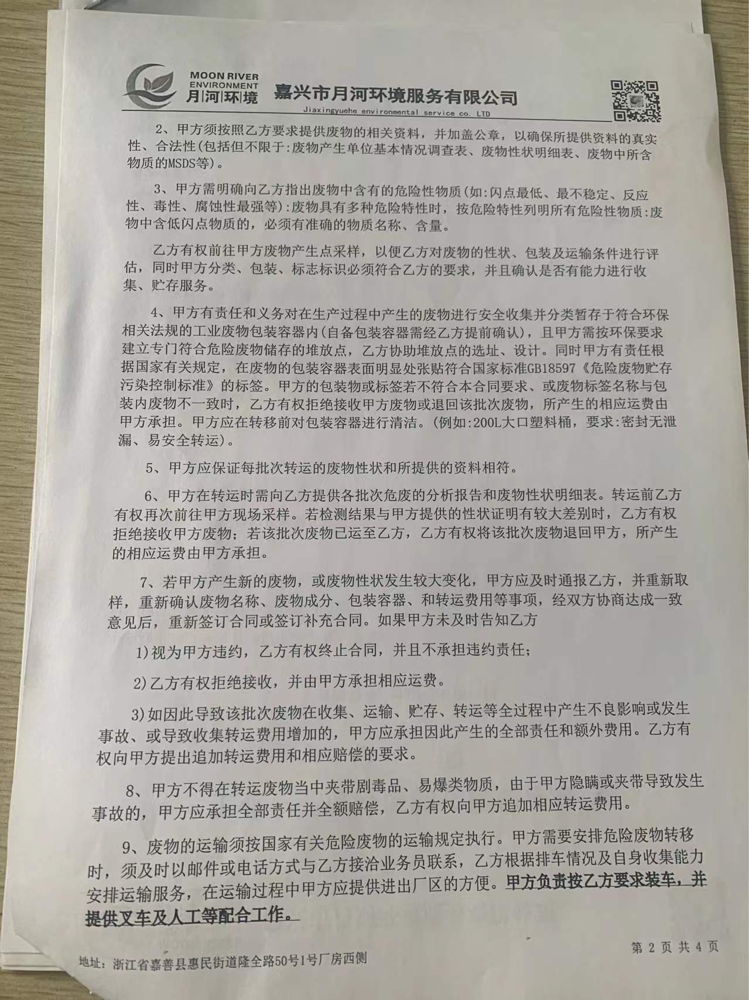 MOON RIVER
ENVIRONMENT
月河环境
嘉兴市月河环境服务有限公司
Jiaxingyuehe environmental service co. LTD
2、甲方须按照乙方要求提供废物的相关资料，并加盖公章，以确保所提供资料的真实
性、合法性(包括但不限于:废物产生单位基本情况调查表、废物性状明细表、废物中所含
物质的MSDS等)。
3、甲方需明确向乙方指出废物中含有的危险性物质(如:闪点最低、最不稳定、反应
性、毒性、腐蚀性最强等):废物具有多种危险特性时，按危险特性列明所有危险性物质:废
物中含低闪点物质的，必须有准确的物质名称、含量。
乙方有权前往甲方废物产生点采样，以便乙方对废物的性状、包装及运输条件进行评
估，同时甲方分类、包装、标志标识必须符合乙方的要求，并且确认是否有能力进行收
集、贮存服务。
4、甲方有责任和义务对在生产过程中产生的废物进行安全收集并分类暂存于符合环保
相关法规的工业废物包装容器内(自备包装容器需经乙方提前确认)，且甲方需按环保要求
建立专门符合危险废物储存的堆放点，乙方协助堆放点的选址、设计。同时甲方有责任根
据国家有关规定，在废物的包装容器表面明显处张贴符合国家标准GB18597《危险废物贮存
污染控制标准》的标签。甲方的包装物或标签若不符合本合同要求、或废物标签名称与包
装内废物不一致时，乙方有权拒绝接收甲方废物或退回该批次废物，所产生的相应运费由
甲方承担。甲方应在转移前对包装容器进行清洁。(例如:200L大口塑料桶，要求:密封无泄
漏、易安全转运)。
5、甲方应保证每批次转运的废物性状和所提供的资料相符。
6、甲方在转运时需向乙方提供各批次危废的分析报告和废物性状明细表。转运前乙方
有权再次前往甲方现场采样。若检测结果与甲方提供的性状证明有较大差别时，乙方有权
拒绝接收甲方废物；若该批次废物已运至乙方，乙方有权将该批次废物退回甲方，所产生
的相应运费由甲方承担。
7、若甲方产生新的废物，或废物性状发生较大变化，甲方应及时通报乙方，并重新取
样，重新确认废物名称、废物成分、包装容器、和转运费用等事项，经双方协商达成一致
意见后，重新签订合同或签订补充合同。如果甲方未及时告知乙方
1)视为甲方违约，乙方有权终止合同，并且不承担违约责任；
2)乙方有权拒绝接收，并由甲方承担相应运费。
3)如因此导致该批次废物在收集、运输、贮存、转运等全过程中产生不良影响或发生
事故、或导致收集转运费用增加的，甲方应承担因此产生的全部责任和额外费用。乙方有
权向甲方提出追加转运费用和相应赔偿的要求。
8、甲方不得在转运废物当中夹带剧毒品、易爆类物质，由于甲方隐瞒或夹带导致发生
事故的，甲方应承担全部责任并全额赔偿，乙方有权向甲方追加相应转运费用。
9、废物的运输须按国家有关危险废物的运输规定执行。甲方需要安排危险废物转移
时，须及时以邮件或电话方式与乙方接洽业务员联系，乙方根据排车情况及自身收集能力
安排运输服务，在运输过程中甲方应提供进出厂区的方便。甲方负责按乙方要求装车，并
提供叉车及人工等配合工作。
第 2 页 共 4 页
地址：浙江省嘉善县惠民街道隆全路50号1号厂房西侧